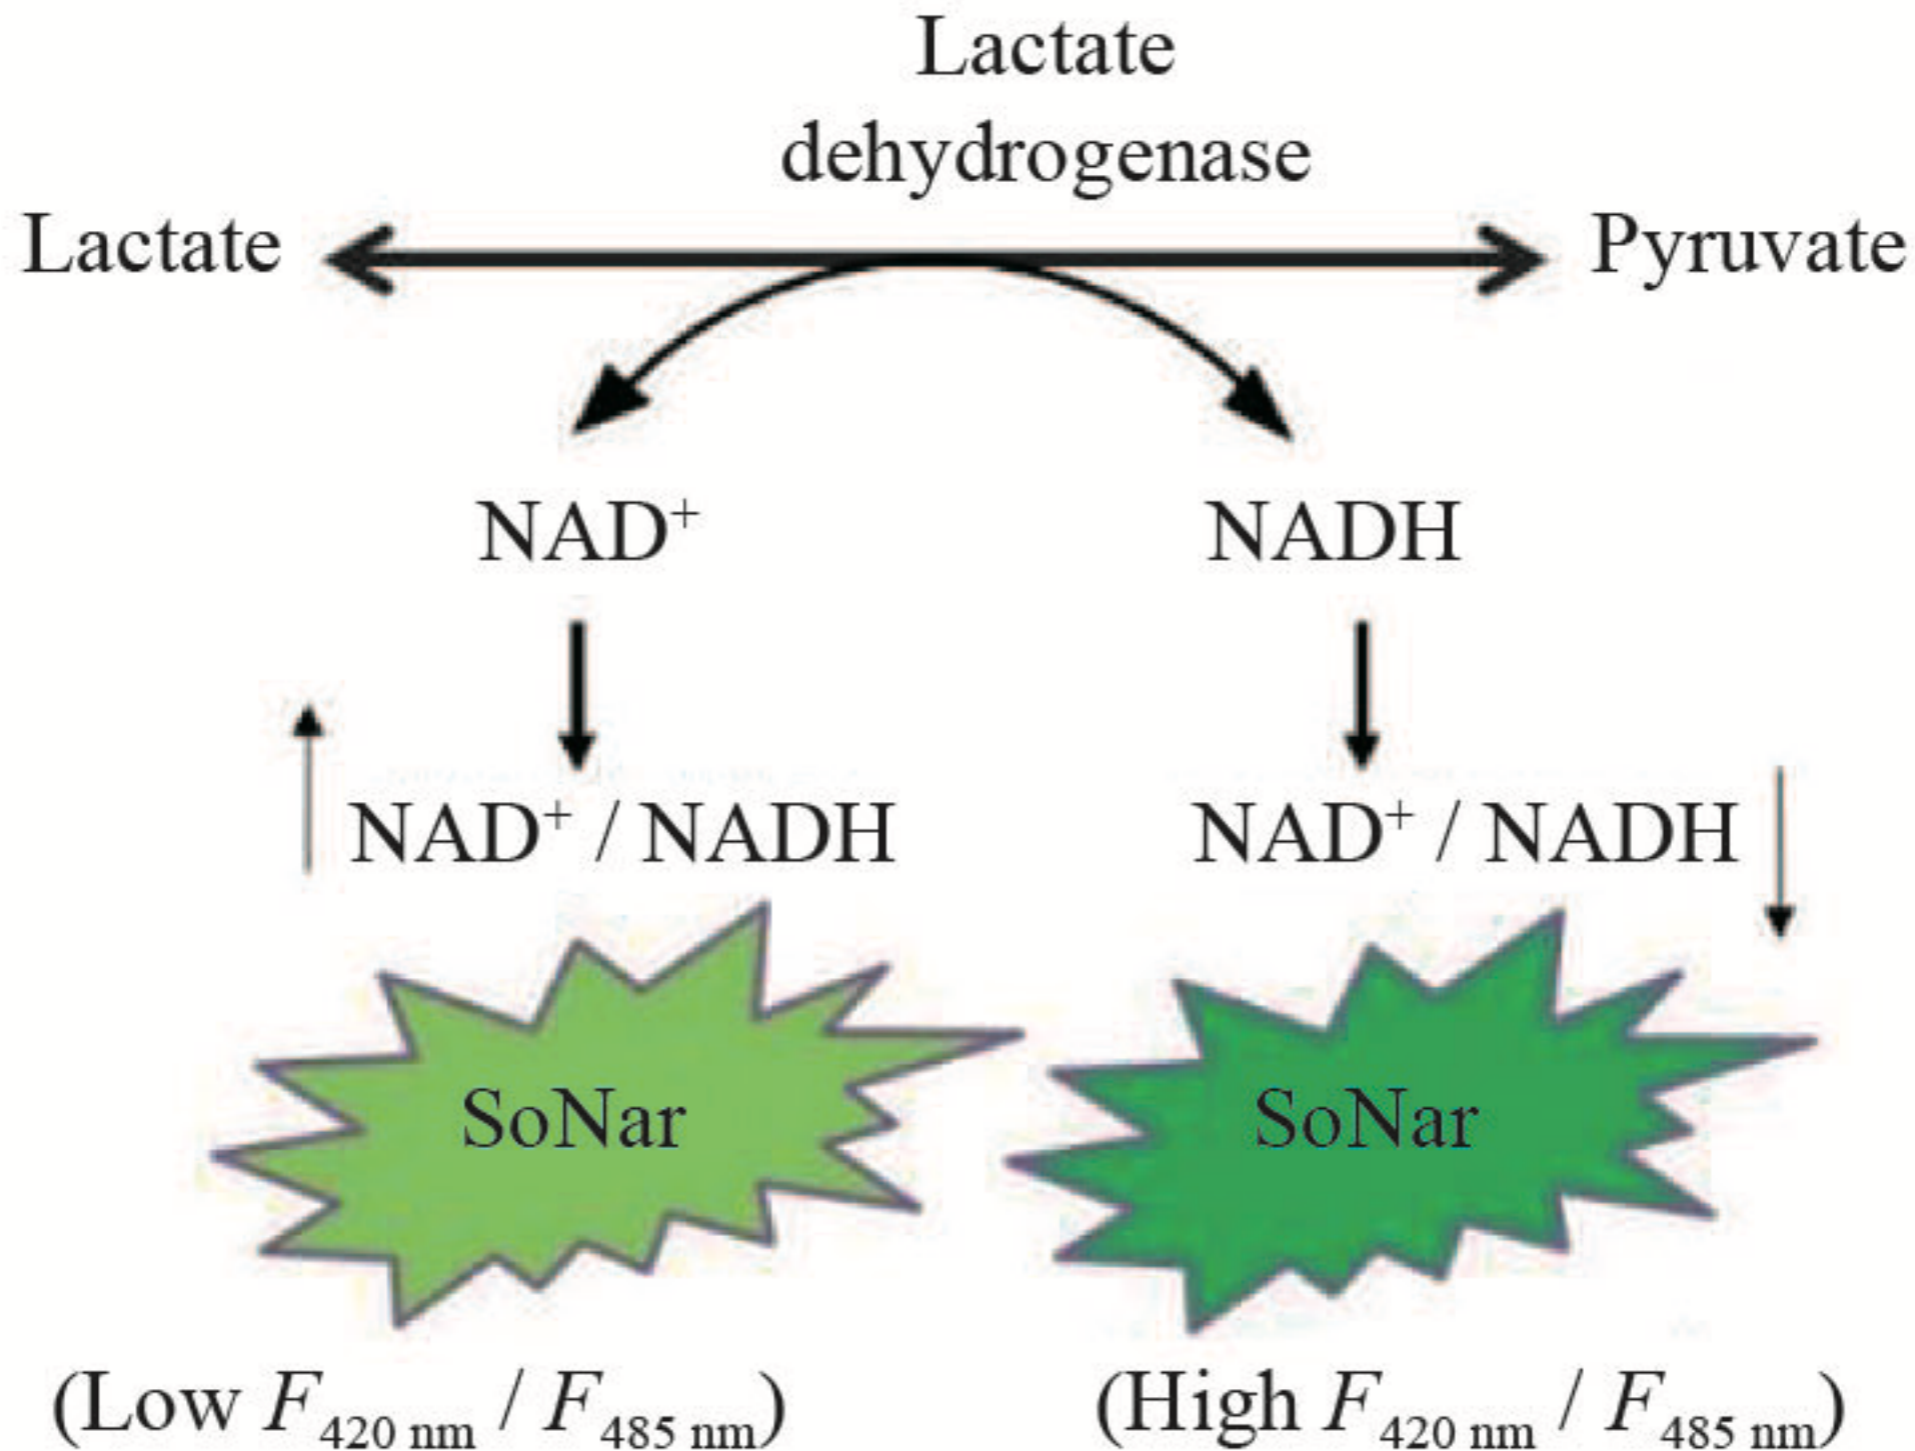 Lactate
dehydrogenase
Lactate
Pyruvate
NAD⁺
NADH
NAD⁺ / NADH
NAD⁺ / NADH
SoNar
SoNar
(Low F₄₂₀ ₙₘ / F₄₈₅ ₙₘ)
(High F₄₂₀ ₙₘ / F₄₈₅ ₙₘ)